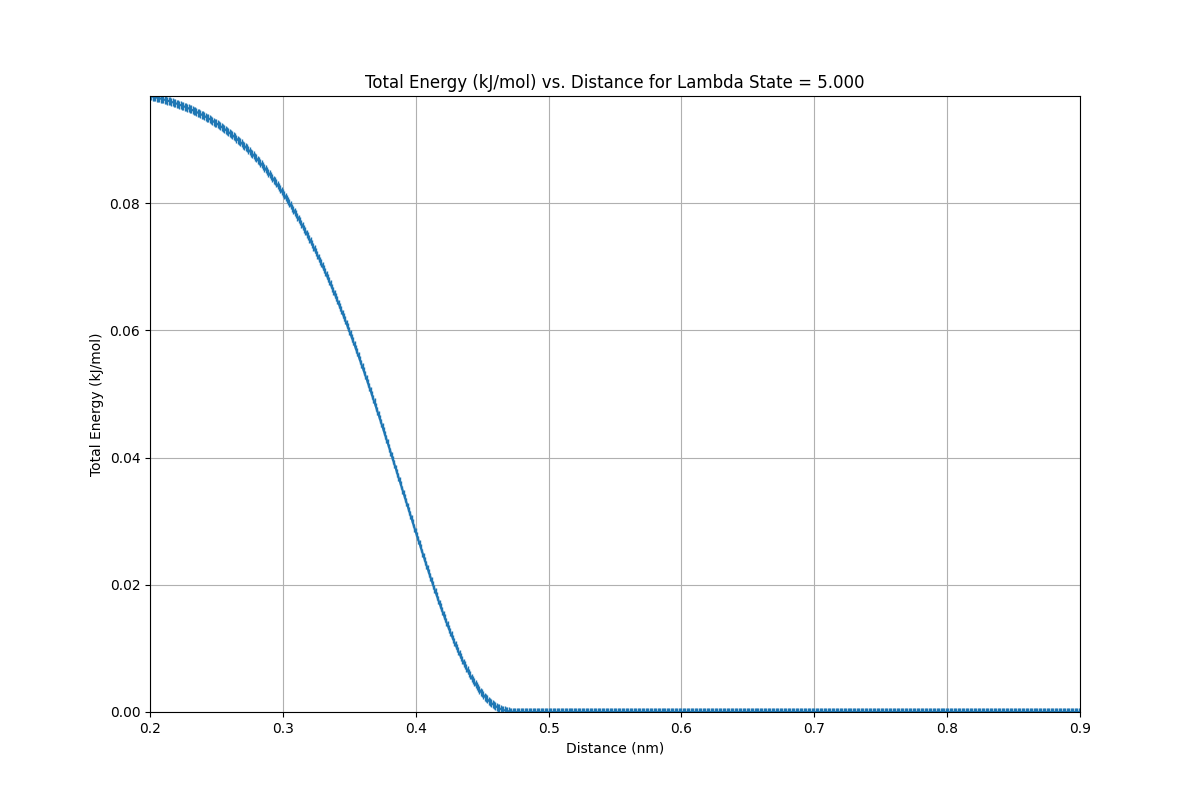 Total Energy (kJ/mol) vs. Distance for Lambda State = 5.000
Total Energy (kJ/mol)
0.08
0.06
0.04
0.02
0.00
0.2 0.3 0.4 0.5 0.6 0.7 0.8 0.9
Distance (nm)